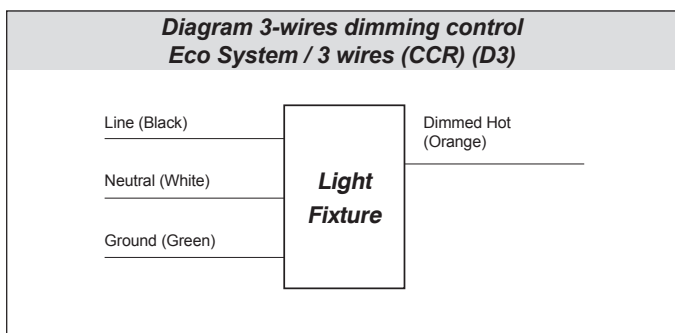 Diagram 3-wires dimming control
Eco System / 3 wires (CCR) (D3)
Line (Black)
Neutral (White)
Ground (Green)
Light
Fixture
Dimmed Hot
(Orange)